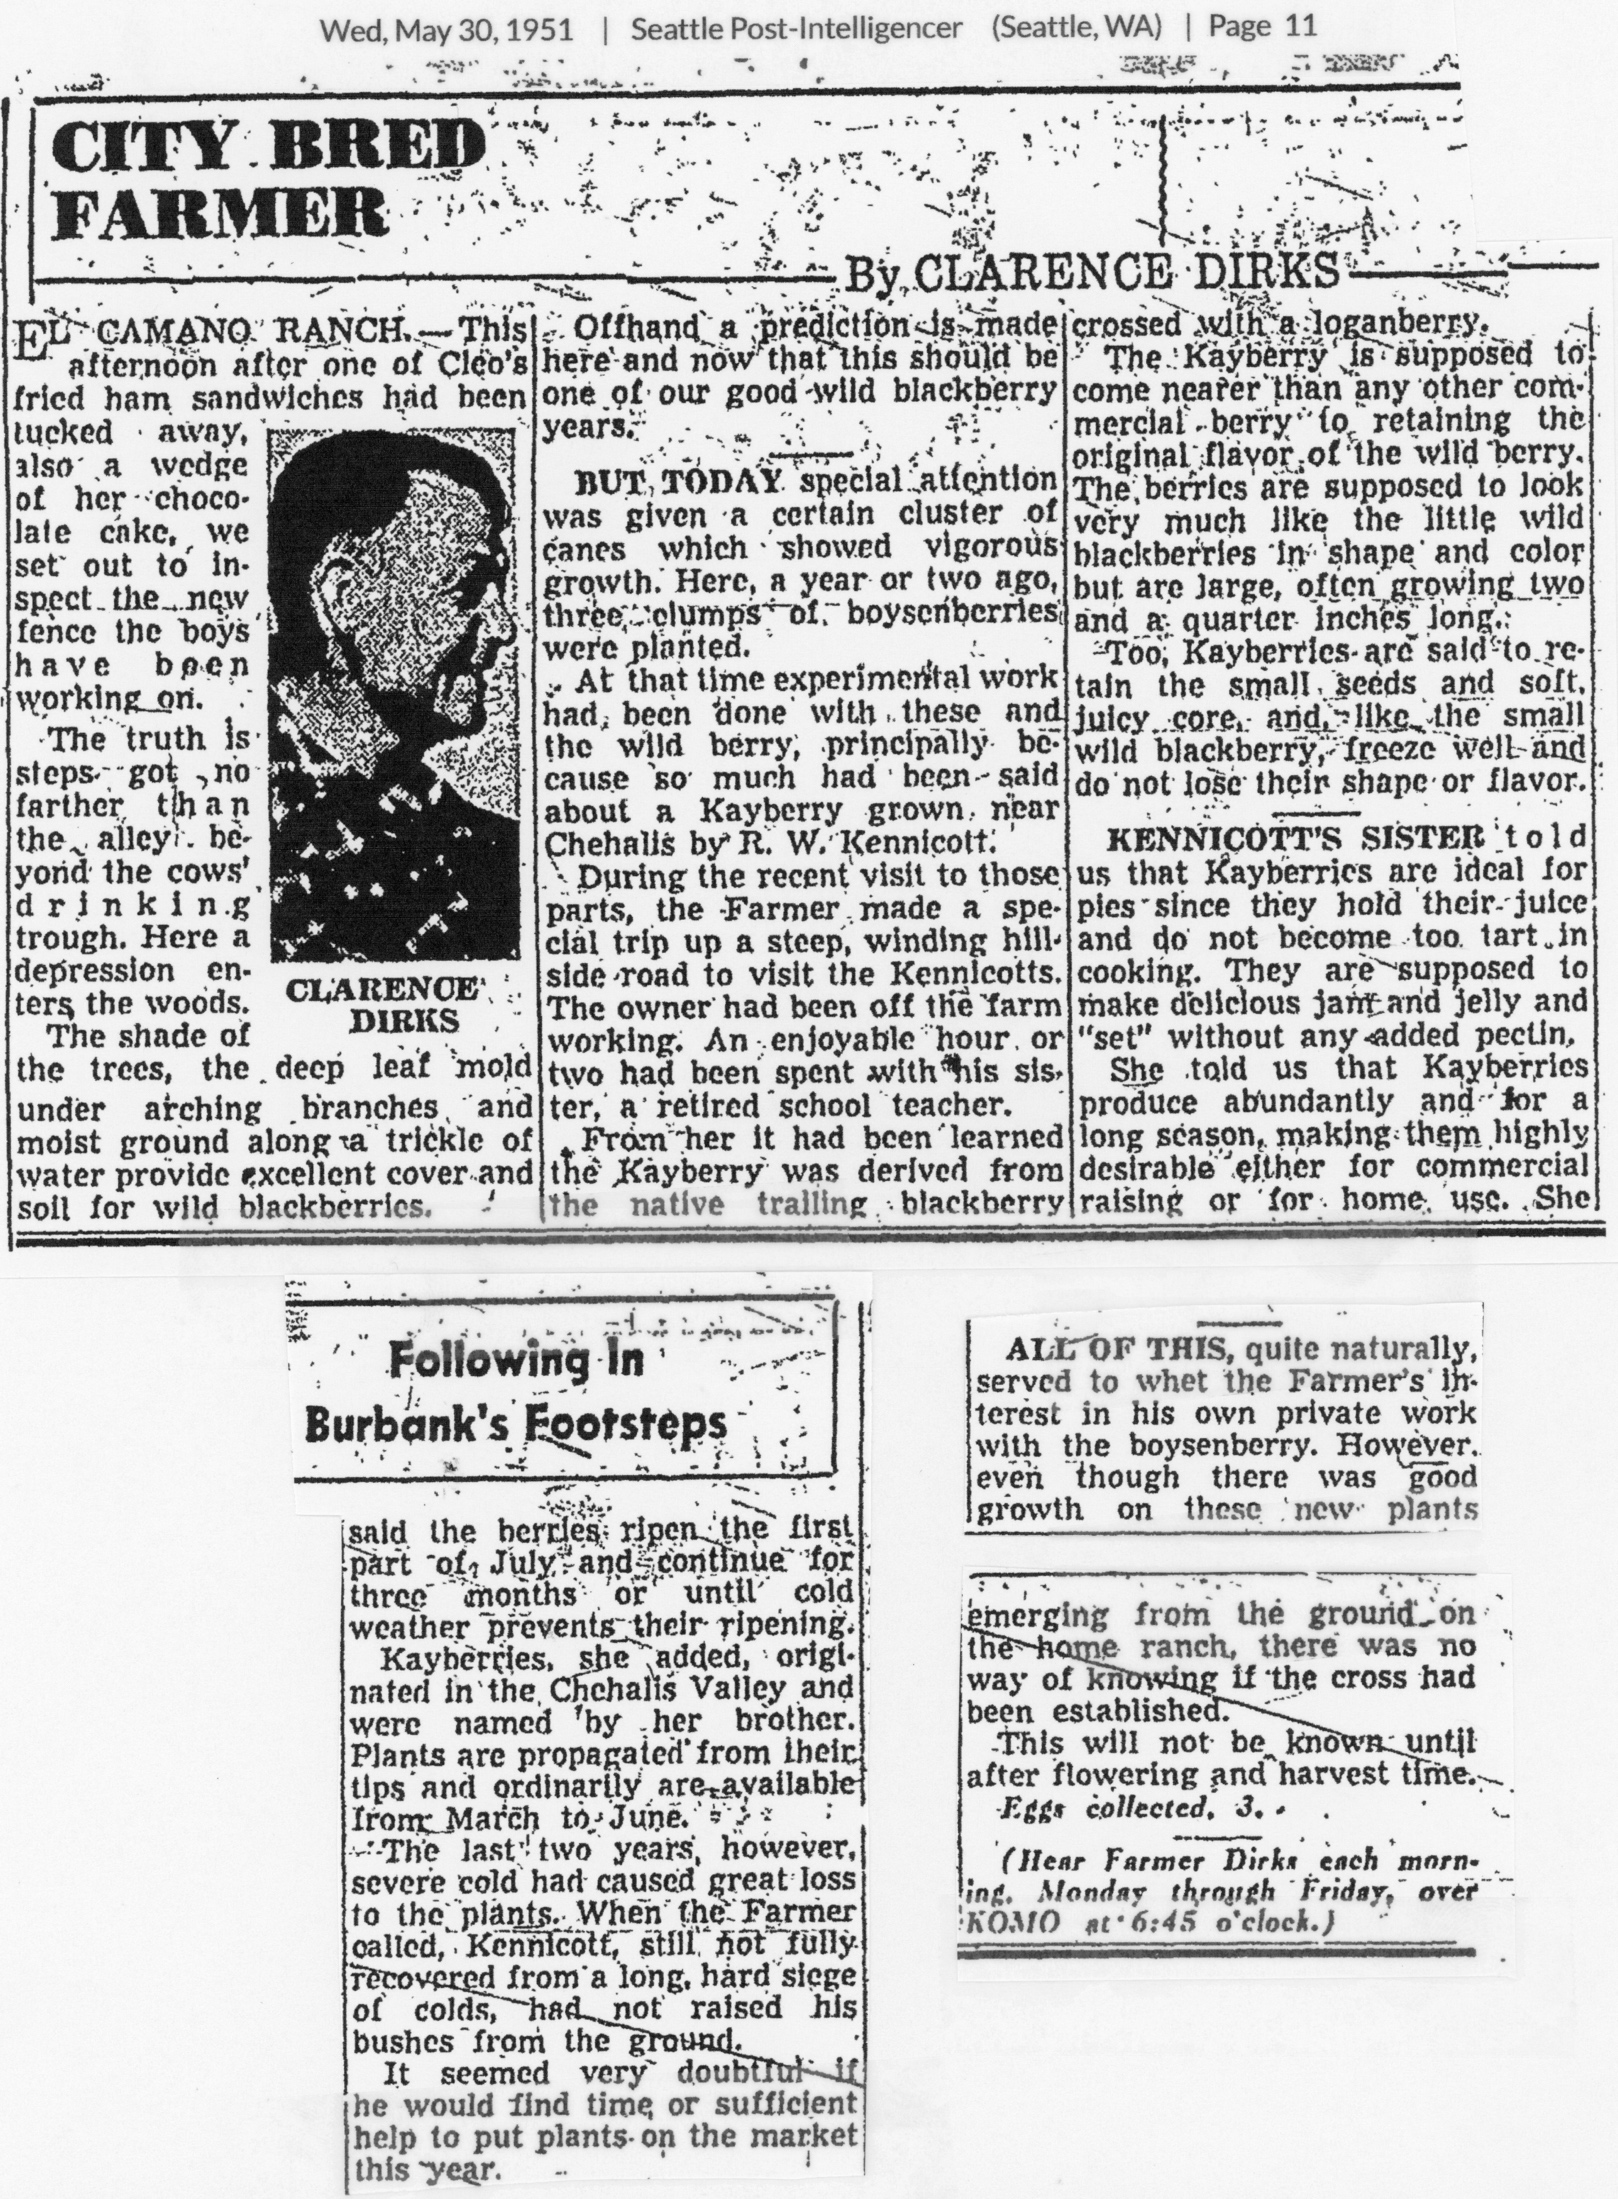 Wed, May 30, 1951 | Seattle Post-Intelligencer (Seattle, WA) | Page 11
CITY BRED
FARMER
By CLARENCE DIRKS
EL CAMANO RANCH.—This
afternoon after one of Cleo's
fried ham sandwiches had been
tucked away,
also a wedge
of her choco-
late cake, we
set out to in-
spect the new
fence the boys
have been
working on.
The truth is
steps got no
farther than
the alley be-
yond the cows'
drinking
trough. Here a
depression en-
ters the woods.
The shade of
the trees, the deep leaf mold
under arching branches and
moist ground along a trickle of
water provide excellent cover and
soil for wild blackberries.
CLARENCE
DIRKS
Offhand a prediction is made
here and now that this should be
one of our good wild blackberry
years.
BUT TODAY special attention
was given a certain cluster of
canes which showed vigorous
growth. Here, a year or two ago,
three clumps of boysenberries
were planted.
At that time experimental work
had been done with these and
the wild berry, principally be-
cause so much had been said
about a Kayberry grown near
Chehalis by R. W. Kennicott.
During the recent visit to those
parts, the Farmer made a spe-
cial trip up a steep, winding hill-
side road to visit the Kennicotts.
The owner had been off the farm
working. An enjoyable hour or
two had been spent with his sis-
ter, a retired school teacher.
From her it had been learned
the Kayberry was derived from
the native trailing blackberry
crossed with a loganberry.
The Kayberry is supposed to
come nearer than any other com-
mercial berry to retaining the
original flavor of the wild berry.
The berries are supposed to look
very much like the little wild
blackberries in shape and color
but are large, often growing two
and a quarter inches long.
Too, Kayberries are said to re-
tain the small seeds and soft,
juicy core, and, like the small
wild blackberry, freeze well and
do not lose their shape or flavor.
KENNICOTT'S SISTER told
us that Kayberries are ideal for
pies since they hold their juice
and do not become too tart in
cooking. They are supposed to
make delicious jam and jelly and
"set" without any added pectin.
She told us that Kayberries
produce abundantly and for a
long season, making them highly
desirable either for commercial
raising or for home use. She
Following In
Burbank's Footsteps
said the berries ripen the first
part of July and continue for
three months or until cold
weather prevents their ripening.
Kayberries, she added, origi-
nated in the Chehalis Valley and
were named by her brother.
Plants are propagated from their
tips and ordinarily are available
from March to June.
The last two years, however,
severe cold had caused great loss
to the plants. When the Farmer
called, Kennicott, still not fully
recovered from a long, hard siege
of colds, had not raised his
bushes from the ground.
It seemed very doubtful if
he would find time or sufficient
help to put plants on the market
this year.
ALL OF THIS, quite naturally,
served to whet the Farmer's in-
terest in his own private work
with the boysenberry. However,
even though there was good
growth on these new plants
emerging from the ground on
the home ranch, there was no
way of knowing if the cross had
been established.
This will not be known until
after flowering and harvest time.
Eggs collected, 3.
(Hear Farmer Dirks each morn-
ing, Monday through Friday, over
KOMO at 6:45 o'clock.)